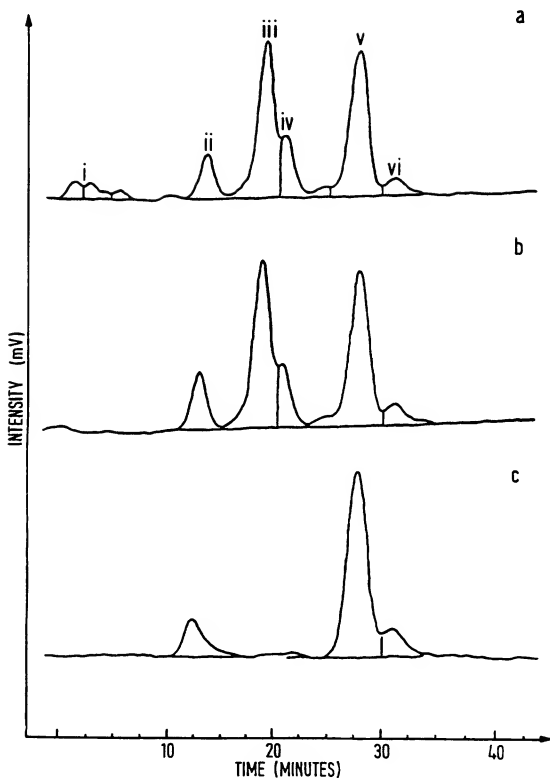 a
iii
v
iv
ii
i
vi
b
c
INTENSITY (mV)
10
20
30
40
TIME (MINUTES)